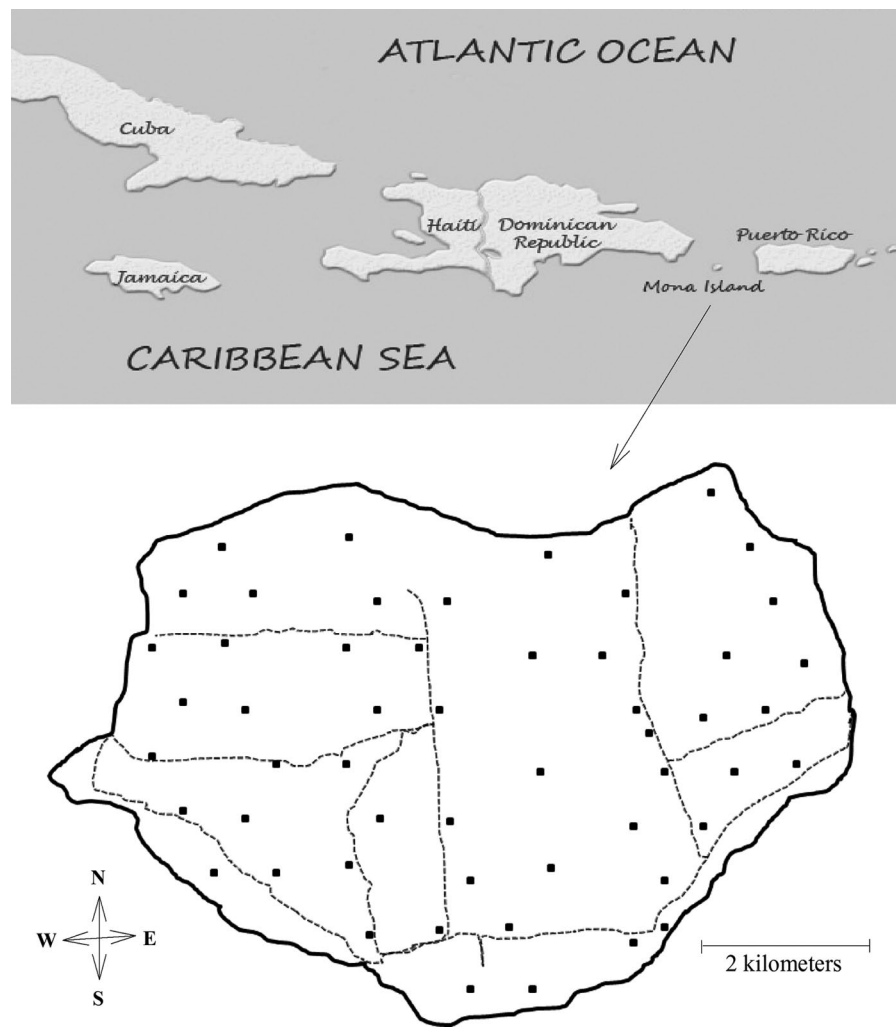 ATLANTIC OCEAN
Cuba
Haiti
Dominican
Republic
Puerto Rico
Jamaica
Mona Island
CARIBBEAN SEA
N
W
E
S
2 kilometers